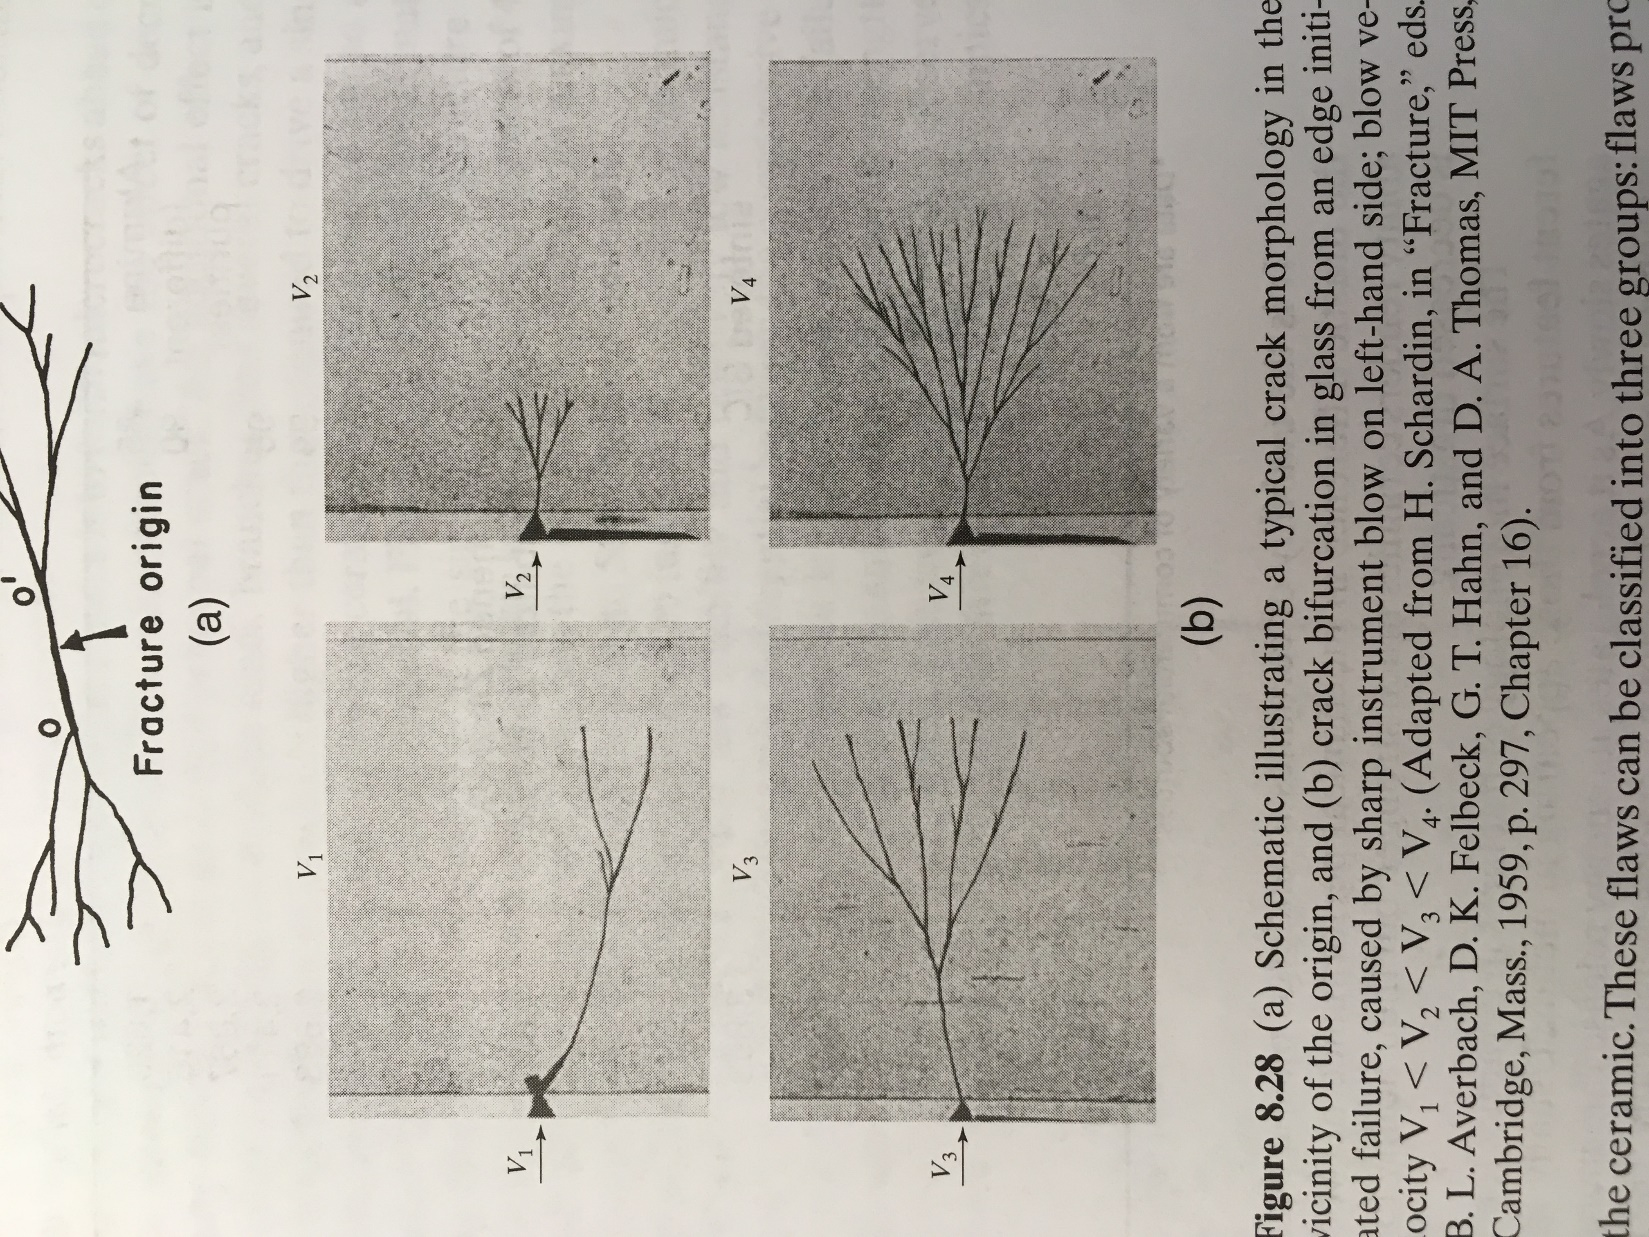 O
O'
Fracture origin
(a)
V1
V2
V1
V2
V3
V4
V3
V4
(b)
Figure 8.28 (a) Schematic illustrating a typical crack morphology in the
vicinity of the origin, and (b) crack bifurcation in glass from an edge initi-
ated failure, caused by sharp instrument blow on left-hand side; blow ve-
locity V1 < V2 < V3 < V4. (Adapted from H. Schardin, in “Fracture,” eds.
B. L. Averbach, D. K. Felbeck, G. T. Hahn, and D. A. Thomas, MIT Press,
Cambridge, Mass., 1959, p. 297, Chapter 16).
the ceramic. These flaws can be classified into three groups: flaws pro